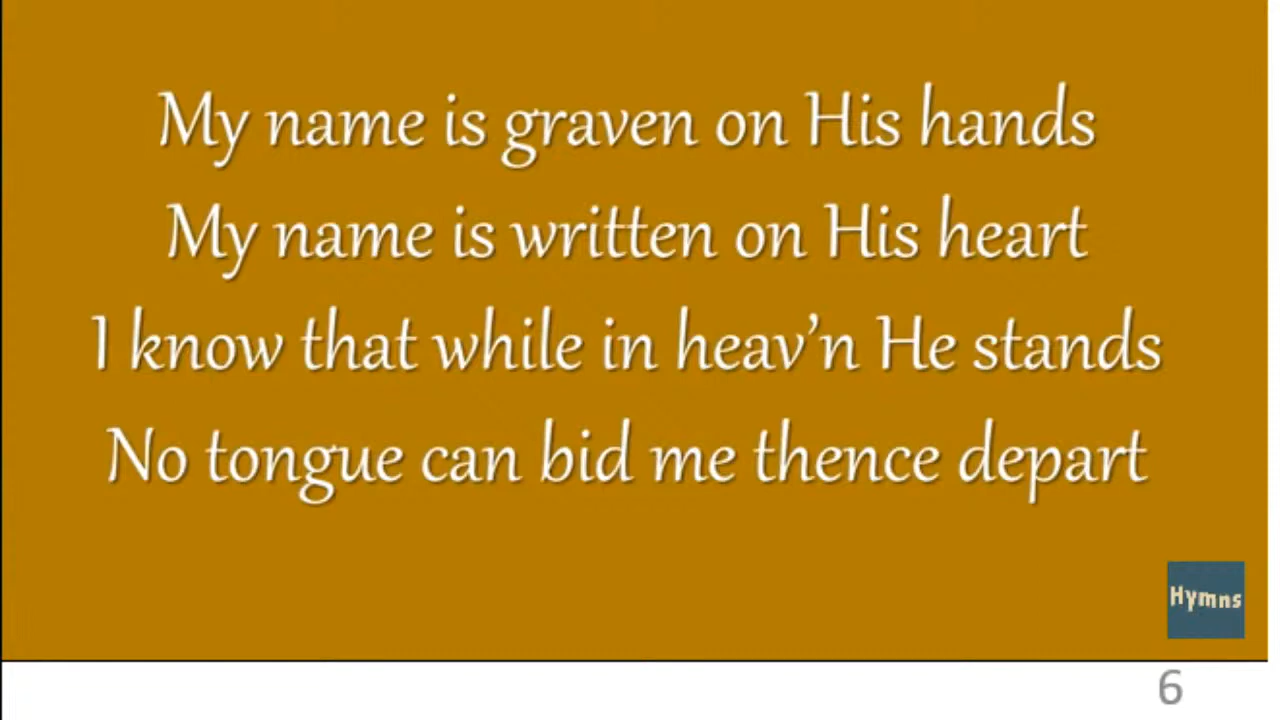 My name is graven on His hands
My name is written on His heart
I know that while in heav’n He stands
No tongue can bid me thence depart
Hymns
6